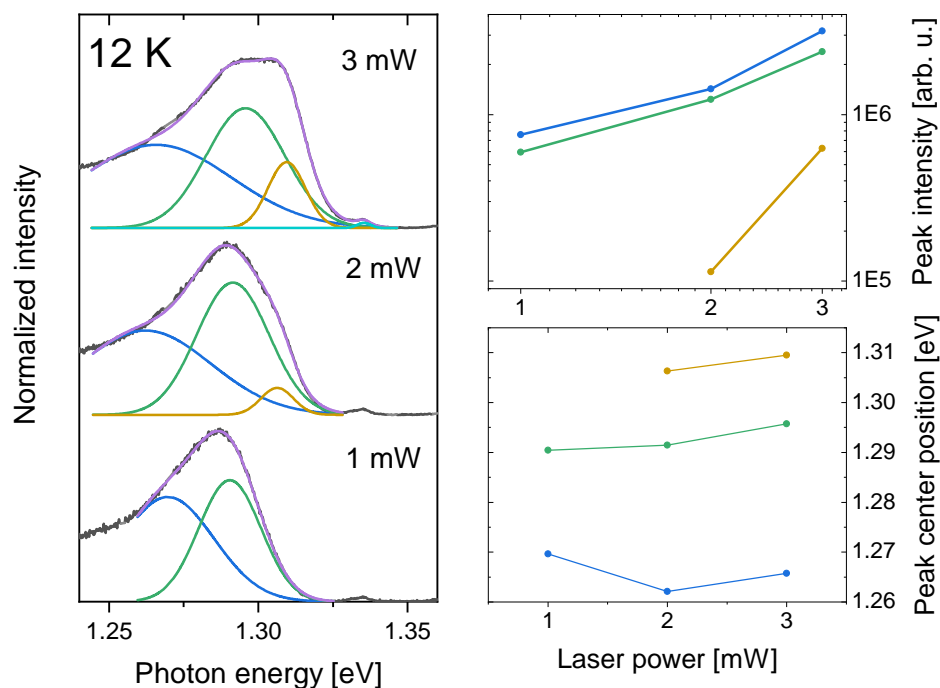 12 K
3 mW
2 mW
1 mW
Normalized intensity
1.25
1.30
1.35
Photon energy [eV]
1E6
1E5
Peak intensity [arb. u.]
1
2
3
1.31
1.30
1.29
1.28
1.27
1.26
Peak center position [eV]
1
2
3
Laser power [mW]